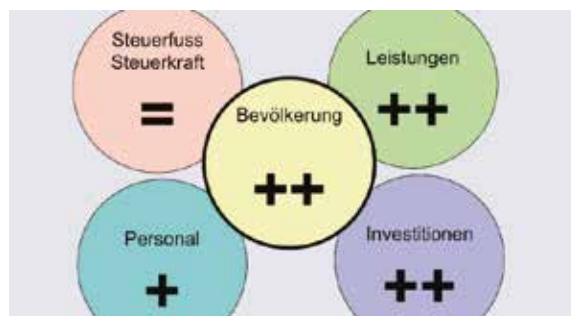 Steuerfuss
Steuerkraft
=
Leistungen
++
Bevölkerung
++
Personal
+
Investitionen
++